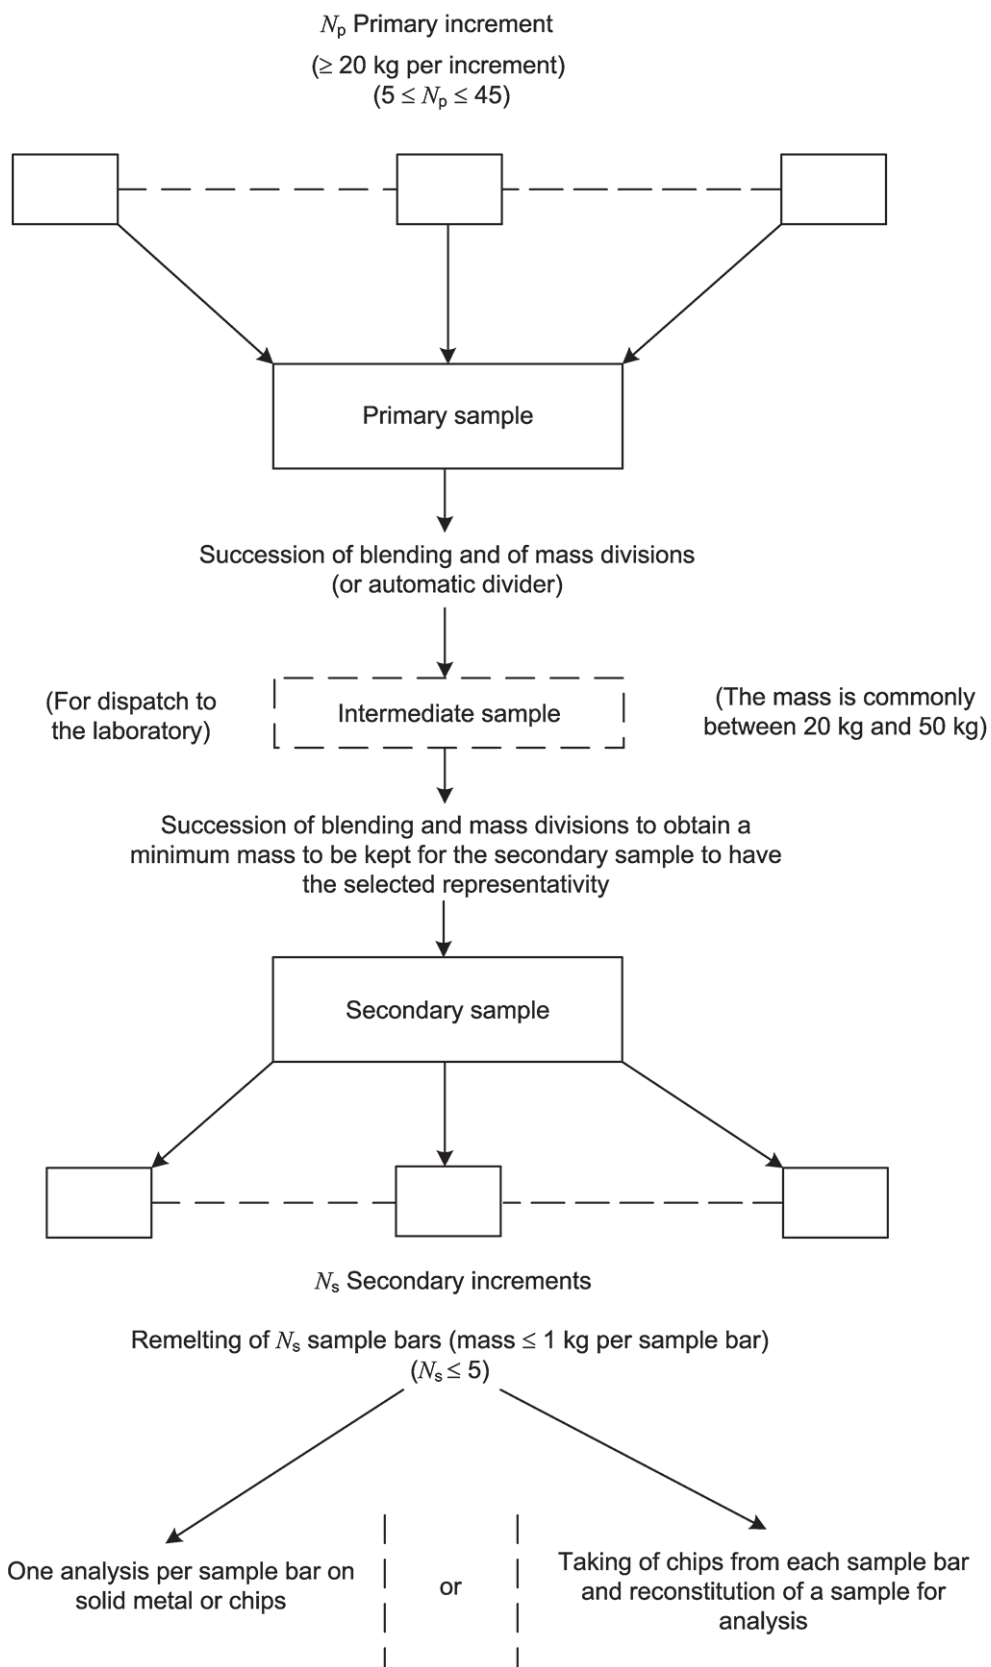 Np Primary increment
(≥ 20 kg per increment)
(5 ≤ Np ≤ 45)
Primary sample
Succession of blending and of mass divisions
(or automatic divider)
(For dispatch to
the laboratory)
Intermediate sample
(The mass is commonly
between 20 kg and 50 kg)
Succession of blending and mass divisions to obtain a
minimum mass to be kept for the secondary sample to have
the selected representativity
Secondary sample
Ns Secondary increments
Remelting of Ns sample bars (mass ≤ 1 kg per sample bar)
(Ns ≤ 5)
One analysis per sample bar on
solid metal or chips
or
Taking of chips from each sample bar
and reconstitution of a sample for
analysis